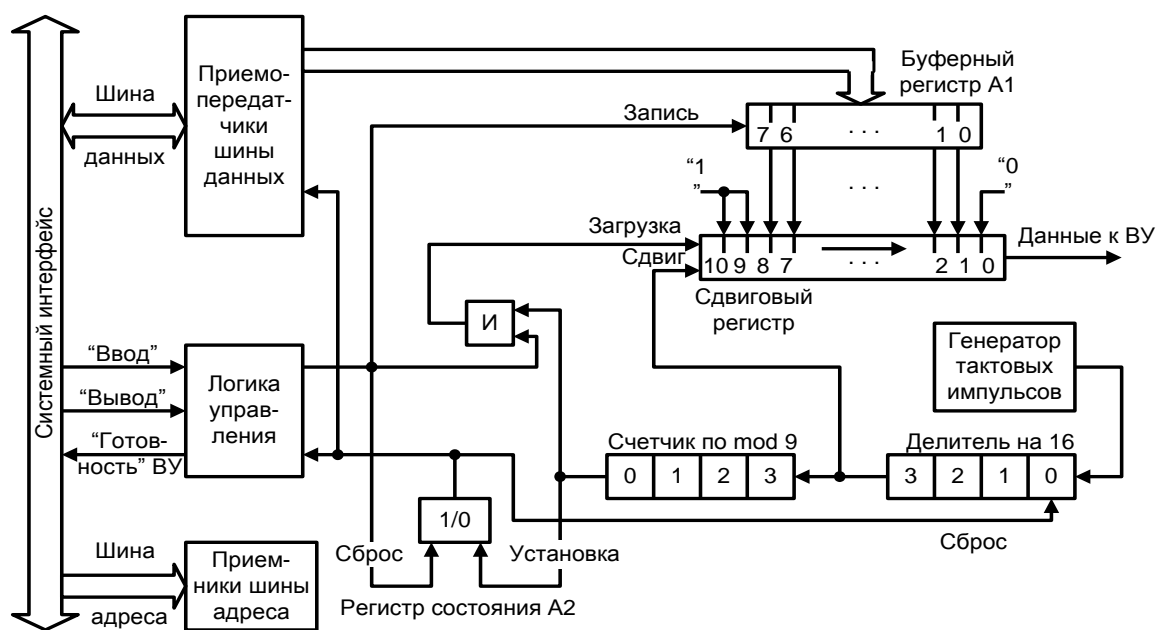 Системный интерфейс
Шина
данных
Приемо-
передат-
чики
шины
данных
Буферный
регистр А1
Запись
7 6 . . . 1 0
“1
”
. . .
“0
”
Загрузка
Сдвиг
10 9 8 7 . . . 2 1 0
Данные к ВУ
Сдвиговый
регистр
И
Генератор
тактовых
импульсов
“Ввод”
“Вывод”
“Готов-
ность” ВУ
Логика
управ-
ления
Счетчик по mod 9
0 1 2 3
Делитель на 16
3 2 1 0
1/0
Сброс
Установка
Сброс
Регистр состояния А2
Шина
адреса
Прием-
ники шины
адреса